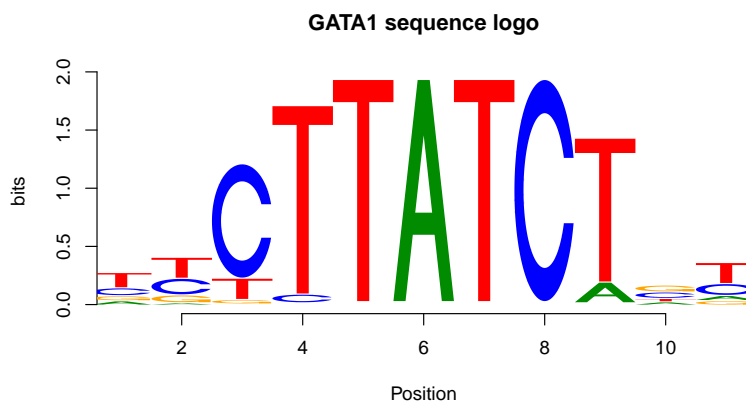 GATA1 sequence logo
2.0
1.5
1.0
0.5
0.0
bits
T T C T T A T C T G T
C C T C A C C
G G G T A
A A A G
2 4 6 8 10
Position